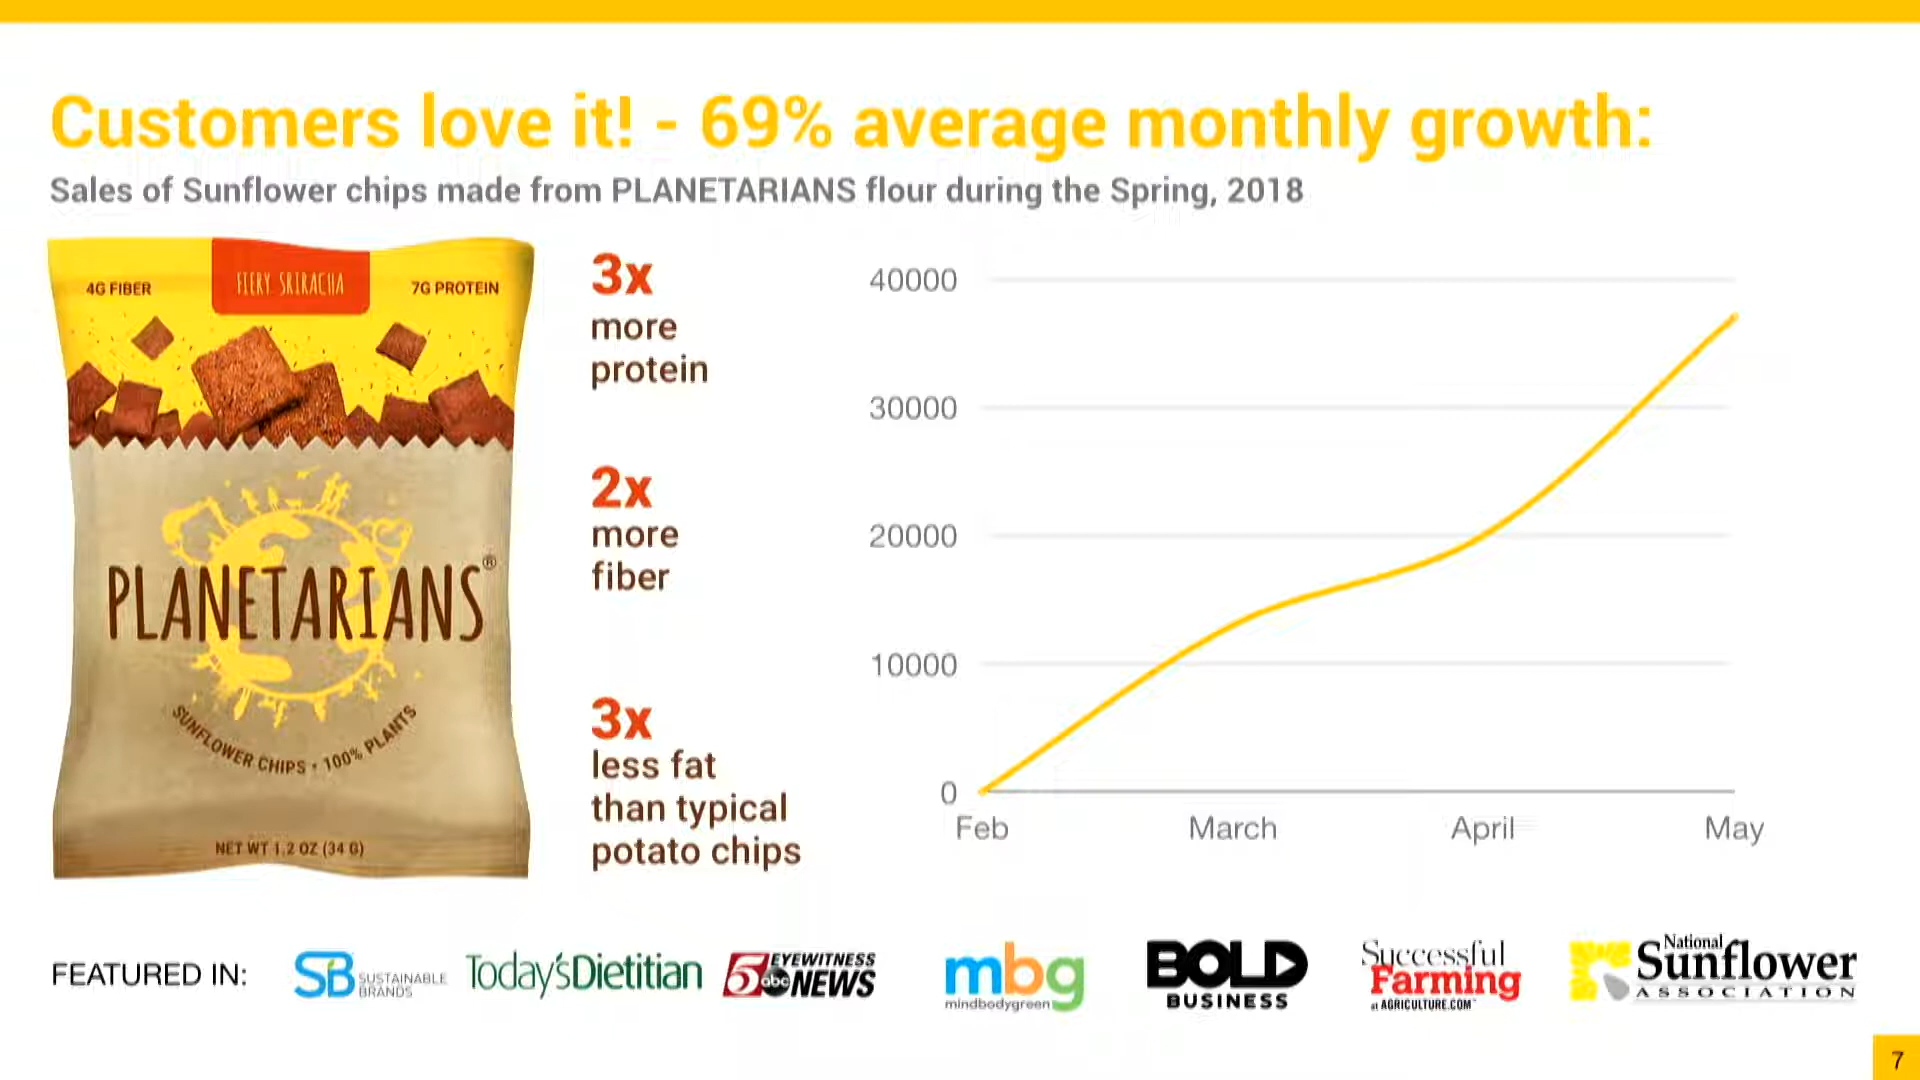 Customers love it! - 69% average monthly growth:
Sales of Sunflower chips made from PLANETARIANS flour during the Spring, 2018
4G FIBER
FIERY SRIRACHA
7G PROTEIN
PLANETARIANS®
SUNFLOWER CHIPS • 100% PLANTS
NET WT 1,2 OZ (34 G)
3x
more
protein
2x
more
fiber
3x
less fat
than typical
potato chips
40000
30000
20000
10000
0
Feb March April May
FEATURED IN:
SB SUSTAINABLE
BRANDS
Today'sDietitian
5 abc EYEWITNESS
NEWS
mbg
mindbodygreen
BOLD
BUSINESS
Successful
Farming
at AGRICULTURE.COM
National
Sunflower
ASSOCIATION
7